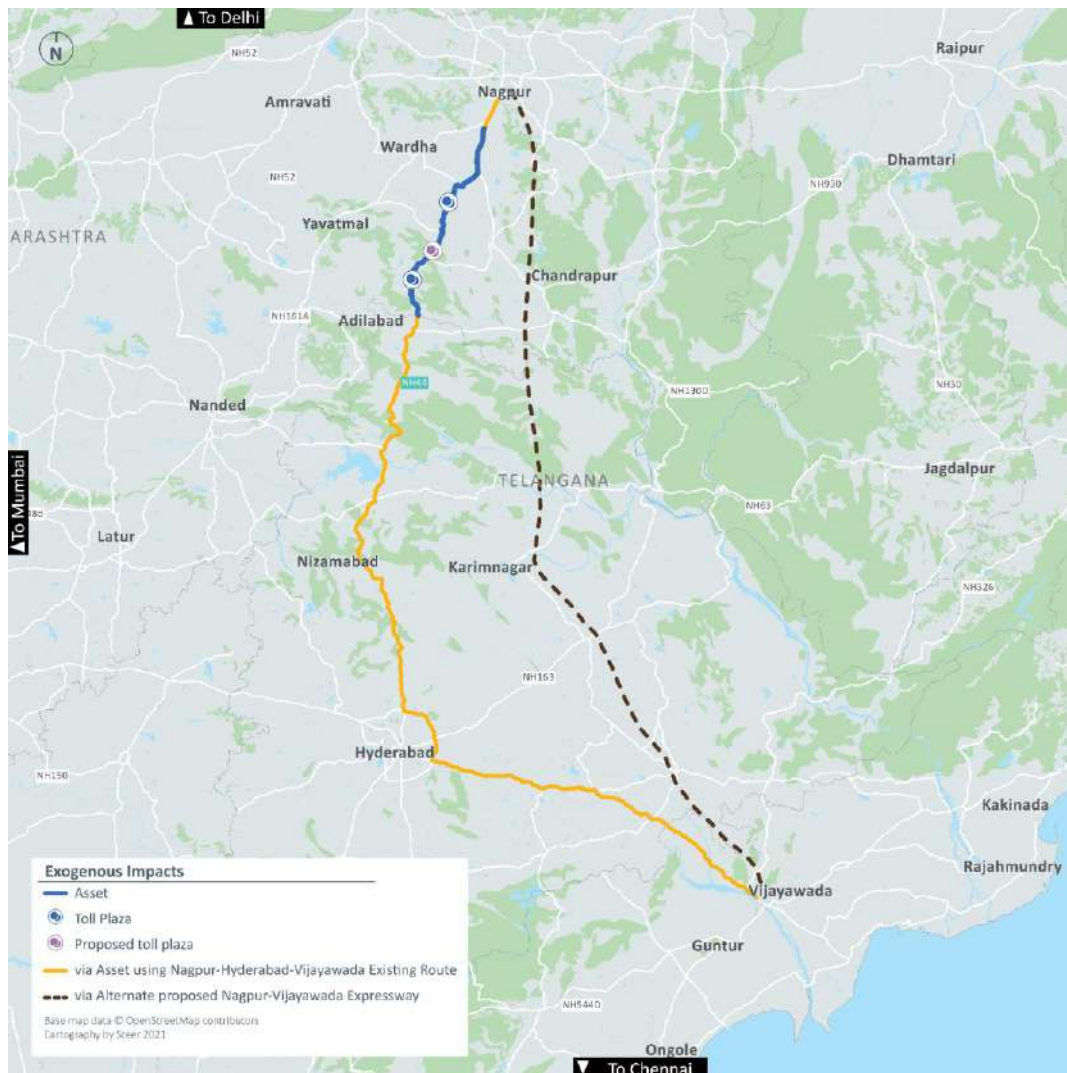 ▲ To Delhi
N
NH52
Raipur
Nagpur
Amravati
Wardha
Dhamtari
NH52
NH930
Yavatmal
ARASHTRA
Chandrapur
NH161A
Adilabad
NH44
NH130D
NH30
Nanded
▲To Mumbai
Jagdalpur
TELANGANA
NH63
Latur
Nizamabad
Karimnagar
NH326
NH163
Hyderabad
NH150
Kakinada
Rajahmundry
Vijayawada
Guntur
Exogenous Impacts
Asset
Toll Plaza
Proposed toll plaza
via Asset using Nagpur-Hyderabad-Vijayawada Existing Route
via Alternate proposed Nagpur-Vijayawada Expressway
Base map data © OpenStreetMap contributors
Cartography by Steer 2021
NH544D
Ongole
▼ To Chennai